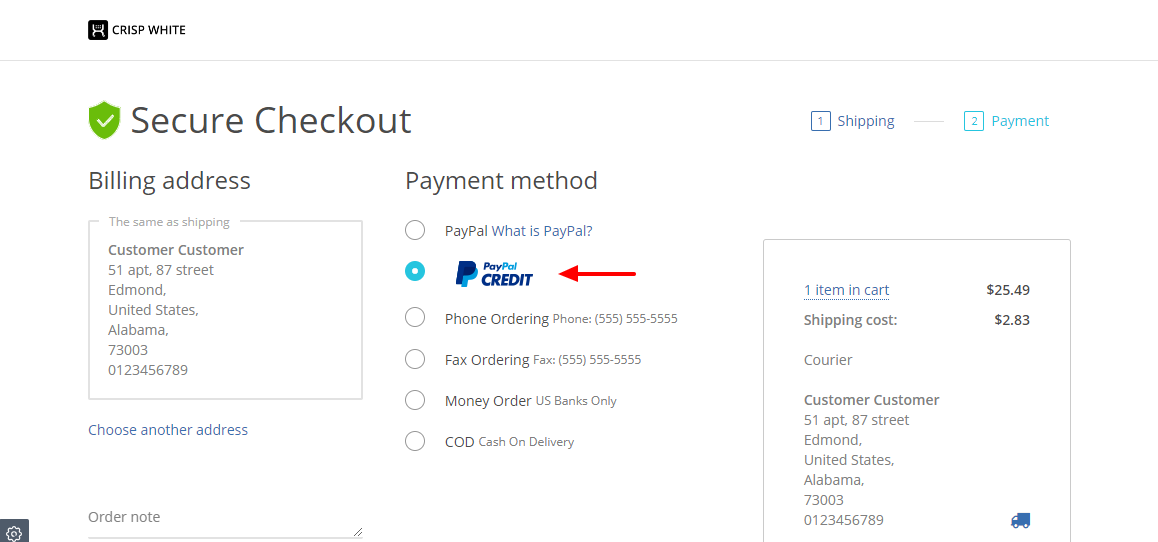 CRISP WHITE
Secure Checkout
1 Shipping
2 Payment
Billing address
The same as shipping
Customer Customer
51 apt, 87 street
Edmond,
United States,
Alabama,
73003
0123456789
Choose another address
Order note
Payment method
PayPal What is PayPal?
PayPal
CREDIT
Phone Ordering Phone: (555) 555-5555
Fax Ordering Fax: (555) 555-5555
Money Order US Banks Only
COD Cash On Delivery
1 item in cart $25.49
Shipping cost: $2.83
Courier
Customer Customer
51 apt, 87 street
Edmond,
United States,
Alabama,
73003
0123456789